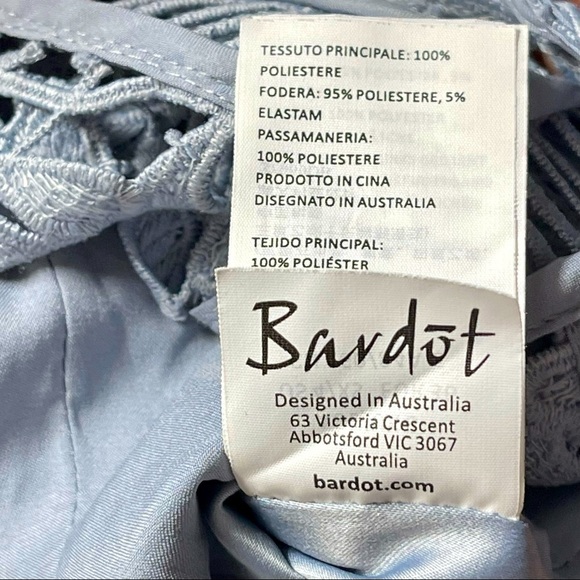 TESSUTO PRINCIPALE: 100%
POLIESTERE
FODERA: 95% POLIESTERE, 5%
ELASTAM
PASSAMANERIA:
100% POLIESTERE
PRODOTTO IN CINA
DISEGNATO IN AUSTRALIA
TEJIDO PRINCIPAL:
100% POLIÉSTER
Bardōt
Designed In Australia
63 Victoria Crescent
Abbotsford VIC 3067
Australia
bardot.com